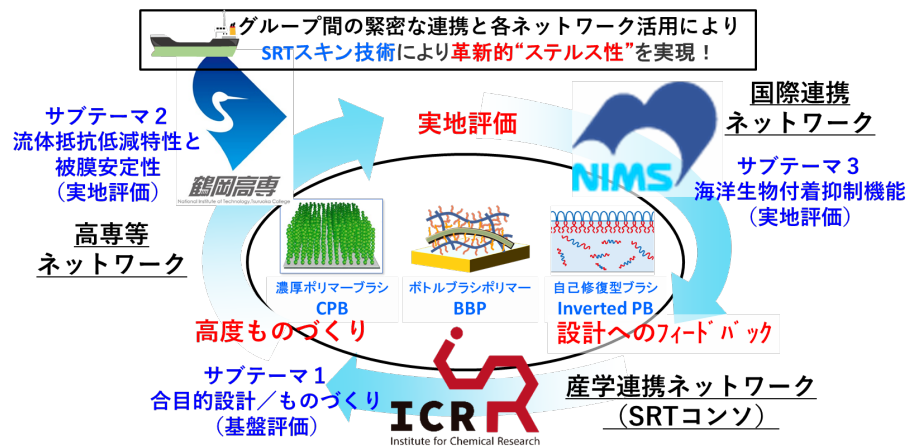 グループ間の緊密な連携と各ネットワーク活用により
SRTスキン技術により革新的“ステルス性”を実現！
サブテーマ２
流体抵抗低減特性と
被膜安定性
（実地評価）
鶴岡高専
National Institute of Technology, Tsuruoka College
実地評価
NIMS
国際連携
ネットワーク
サブテーマ３
海洋生物付着抑制機能
（実地評価）
高専等
ネットワーク
濃厚ポリマーブラシ
CPB
ボトルブラシポリマー
BBP
自己修復型ブラシ
Inverted PB
高度ものづくり
設計へのﾌｨｰﾄﾞﾊﾞｯｸ
サブテーマ１
合目的設計／ものづくり
（基盤評価）
ICR
Institute for Chemical Research
産学連携ネットワーク
（SRTコンソ）